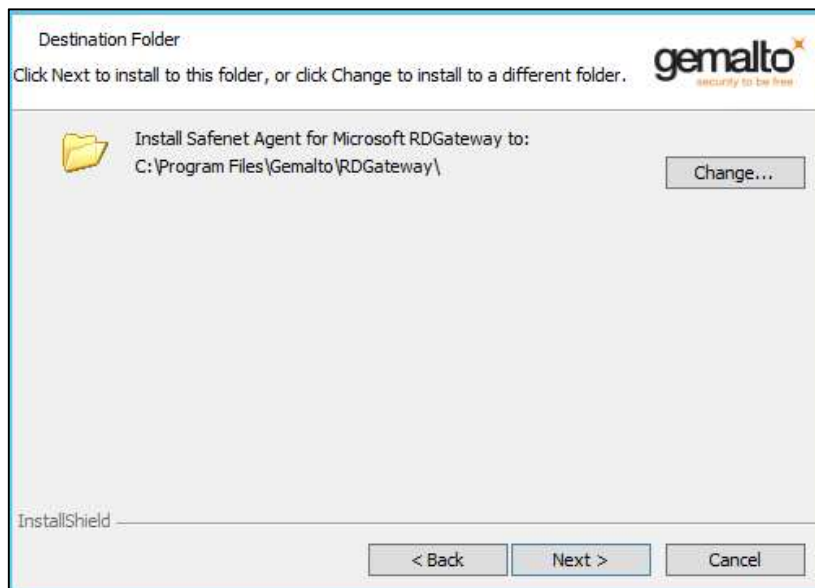 Destination Folder
Click Next to install to this folder, or click Change to install to a different folder.
gemalto
security to be free
Install Safenet Agent for Microsoft RDGateway to:
C:\Program Files\Gemalto\RDGateway\
Change...
InstallShield
< Back
Next >
Cancel